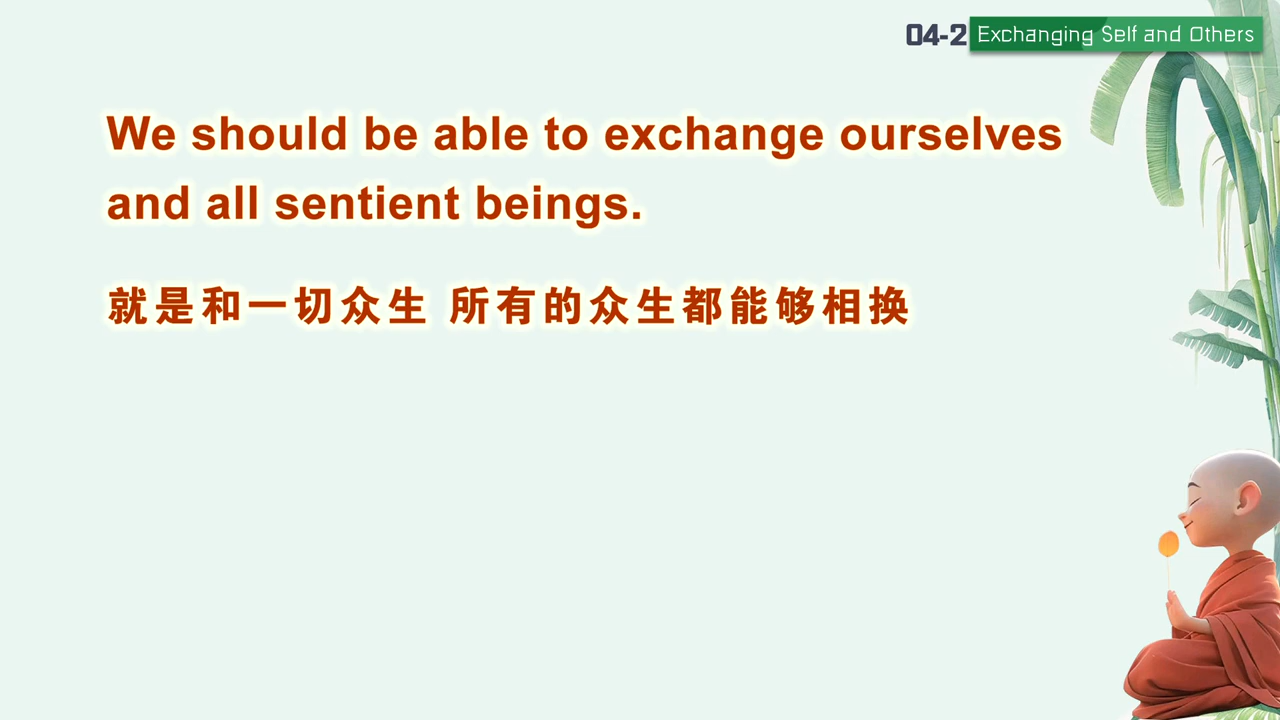 04-2 Exchanging Self and Others
We should be able to exchange ourselves
and all sentient beings.
就是和一切众生 所有的众生都能够相换